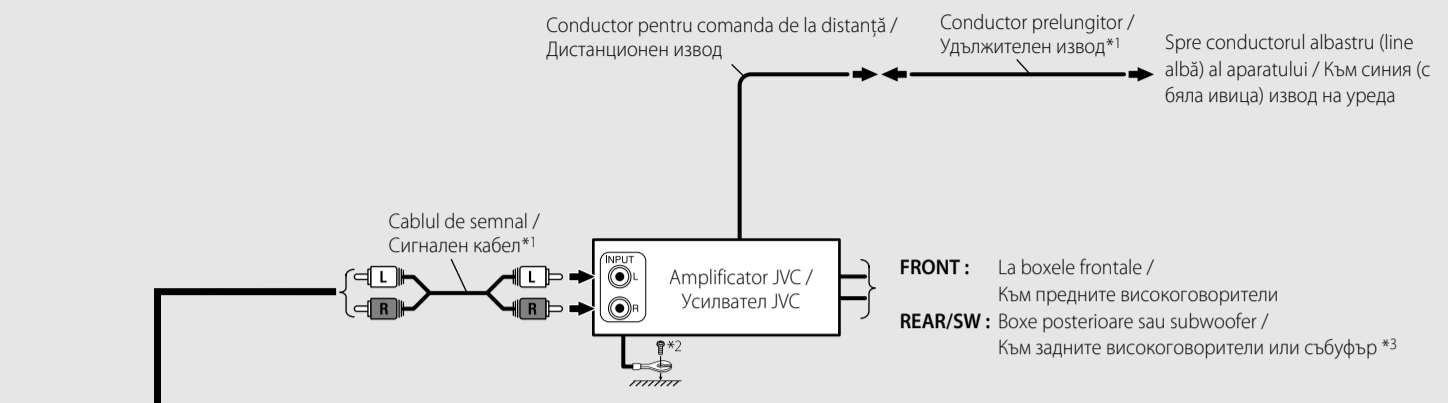 Conductor pentru comanda de la distanță /
Дистанционен извод
Conductor prelungitor /
Удължителен извод*1
Spre conductorul albastru (line
albă) al aparatului / Към синия (с
бяла ивица) извод на уреда
Cablul de semnal /
Сигнален кабел*1
L
L
R
R
INPUT
L
R
Amplificator JVC /
Усилвател JVC
*2
FRONT : La boxele frontale /
Към предните високоговорители
REAR/SW : Boxe posterioare sau subwoofer /
Към задните високоговорители или събуфър *3